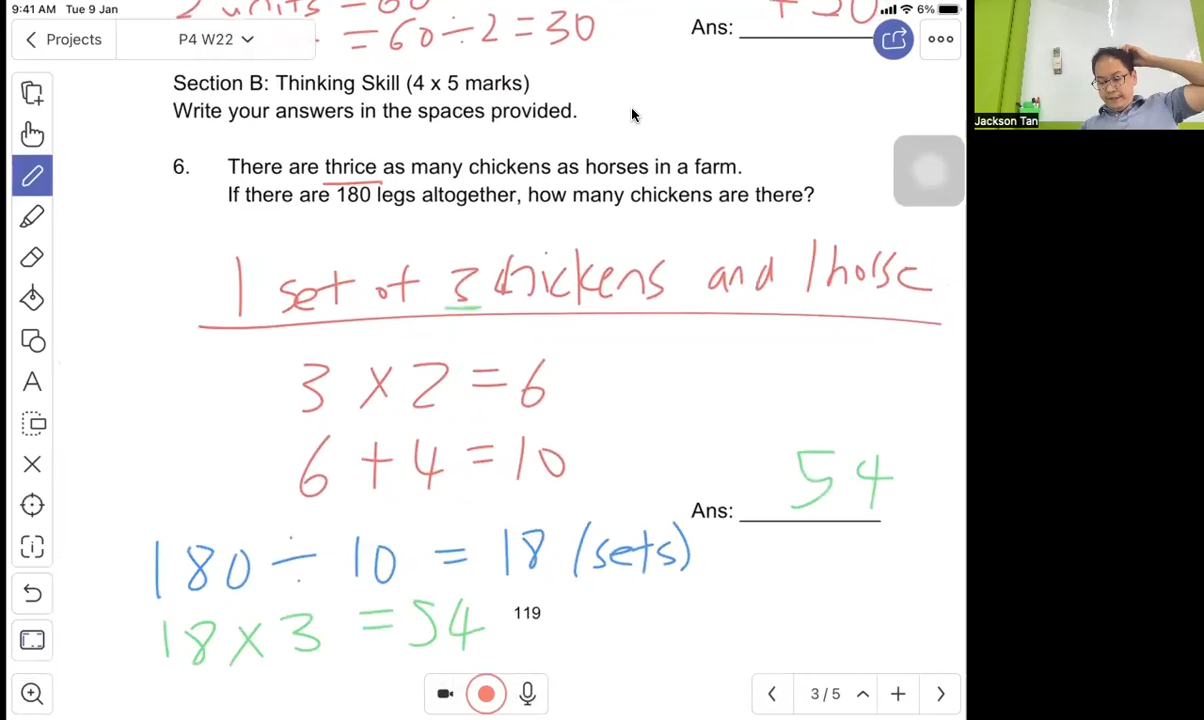 9:41 AM Tue 9 Jan
6%
2 units = 60
= 60 ÷ 2 = 30
Ans:
Projects
P4 W22
Section B: Thinking Skill (4 x 5 marks)
Write your answers in the spaces provided.
Jackson Tan
6. There are thrice as many chickens as horses in a farm.
If there are 180 legs altogether, how many chickens are there?
1 set of 3 chickens and 1 horse
3 × 2 = 6
6 + 4 = 10
Ans: 54
180 ÷ 10 = 18 (sets)
18 × 3 = 54
119
3 / 5